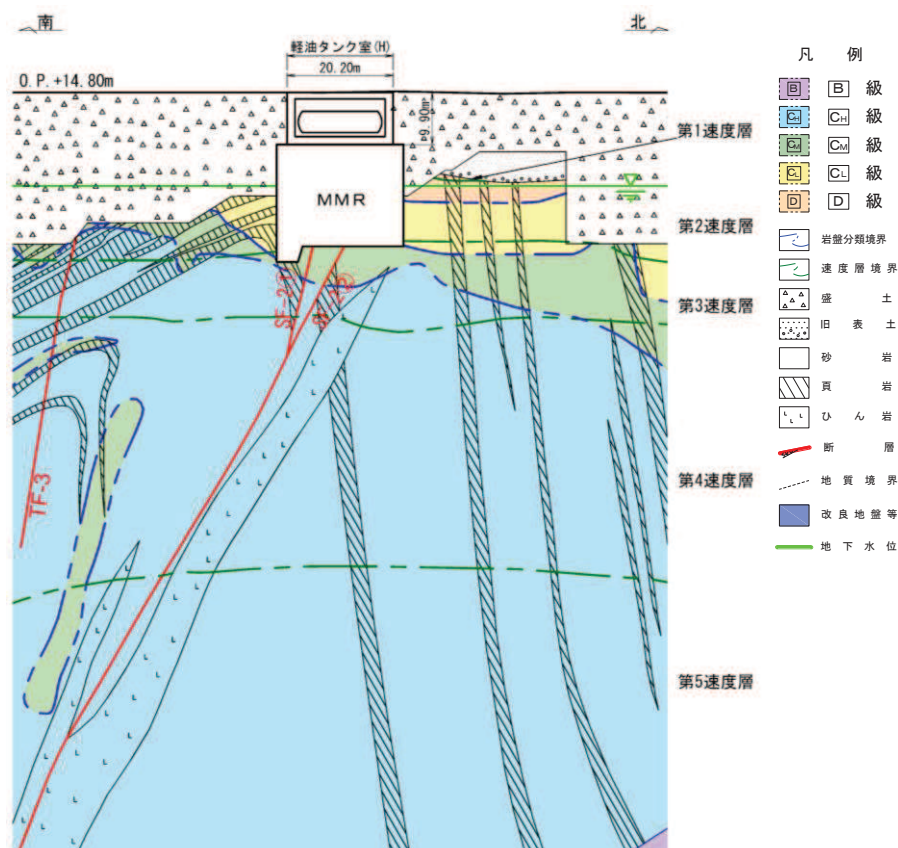 南
北
軽油タンク室(H)
20.20m
O.P.+14.80m
9.90m
MMR
第1速度層
第2速度層
第3速度層
第4速度層
第5速度層
TF-3
凡 例
B B 級
CH CH 級
CM CM 級
CL CL 級
D D 級
岩盤分類境界
速度層境界
盛 土
旧 表 土
砂 岩
頁 岩
ひ ん 岩
断 層
地 質 境 界
改 良 地 盤 等
地 下 水 位